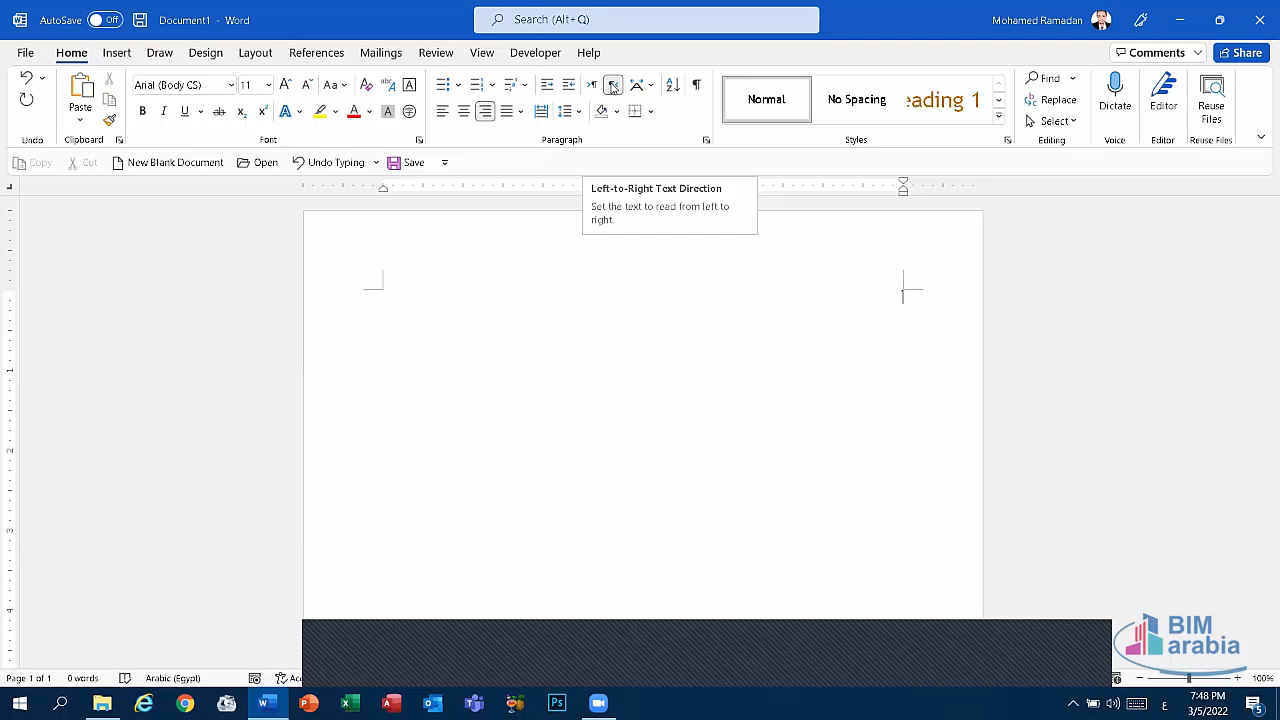 AutoSave Off Document1 - Word Search (Alt+Q) Mohamed Ramadan
File Home Insert Draw Design Layout References Mailings Review View Developer Help Comments Share
Arial (Body CS) 11 Aa
Paste
Normal No Spacing eading 1
Find
Replace
Select
Dictate Editor Reuse Files
Undo Clipboard Font Paragraph Styles Editing Voice Editor Reuse Files
Copy Cut New Blank Document Open Undo Typing Save
Left-to-Right Text Direction
Set the text to read from left to
right.
BIM
arabia
Page 1 of 1 0 words Arabic (Egypt) 100%
7:48 PM
3/5/2022